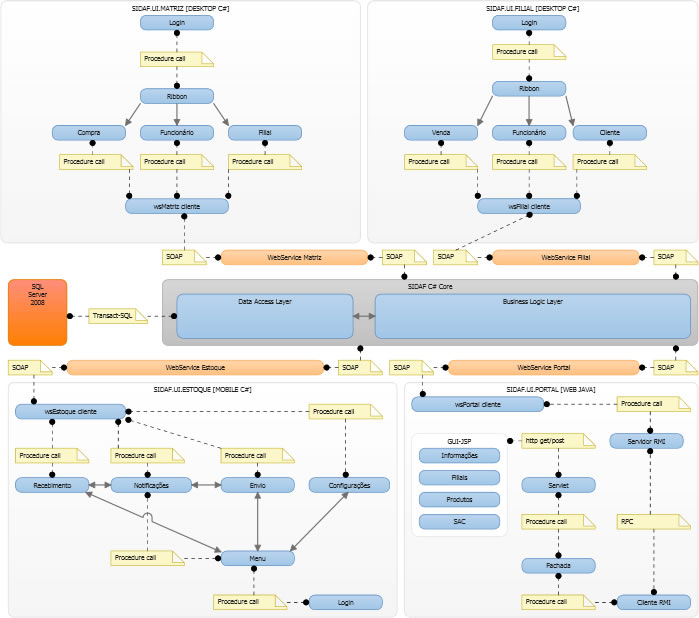 SIDAF.UI.MATRIZ [DESKTOP C#]
Login
Procedure call
Ribbon
Compra
Funcionário
Filial
Procedure call
Procedure call
Procedure call
wsMatriz cliente
SIDAF.UI.FILIAL [DESKTOP C#]
Login
Procedure call
Ribbon
Venda
Funcionário
Cliente
Procedure call
Procedure call
Procedure call
wsFilial cliente
SOAP
WebService Matriz
SOAP
SOAP
WebService Filial
SOAP
SQL
Server
2008
Transact-SQL
SIDAF C# Core
Data Access Layer
Business Logic Layer
SOAP
WebService Estoque
SOAP
SOAP
WebService Portal
SOAP
SIDAF.UI.ESTOQUE [MOBILE C#]
wsEstoque cliente
Procedure call
Procedure call
Procedure call
Procedure call
Recebimento
Notificações
Envio
Configurações
Procedure call
Menu
Procedure call
Login
SIDAF.UI.PORTAL [WEB JAVA]
wsPortal cliente
Procedure call
GUI-JSP
Informações
Filiais
Produtos
SAC
http get/post
Servidor RMI
Servlet
Procedure call
RPC
Fachada
Procedure call
Cliente RMI